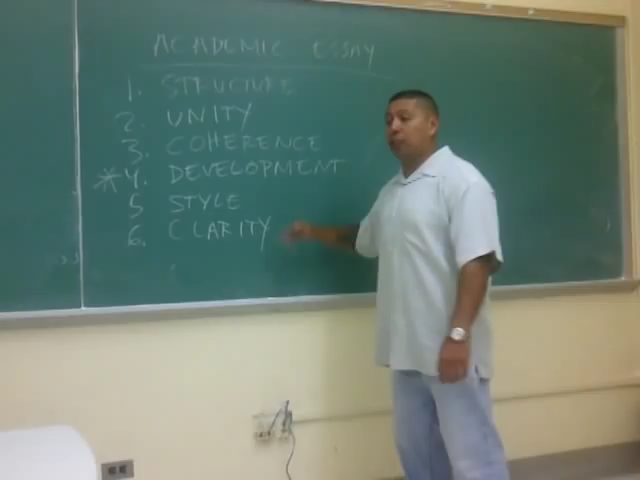 ACADEMIC ESSAY
1. STRUCTURE
2. UNITY
3. COHERENCE
*4. DEVELOPMENT
5 STYLE
6. CLARITY